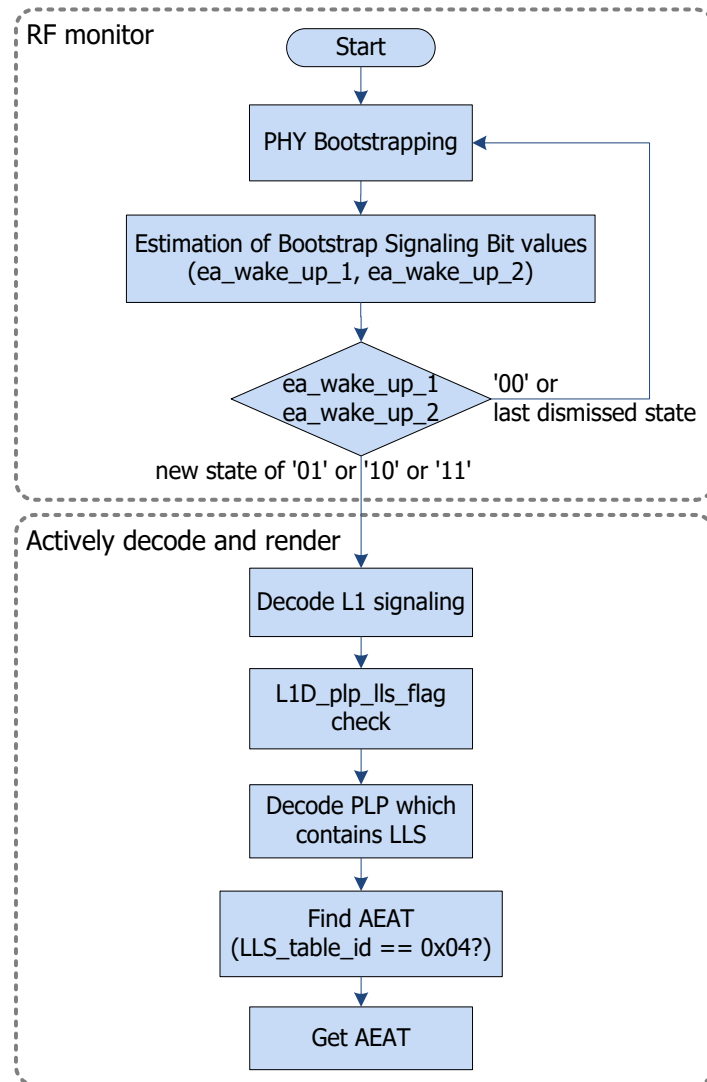 RF monitor
Start
PHY Bootstrapping
Estimation of Bootstrap Signaling Bit values
(ea_wake_up_1, ea_wake_up_2)
ea_wake_up_1
ea_wake_up_2
'00' or
last dismissed state
new state of '01' or '10' or '11'
Actively decode and render
Decode L1 signaling
L1D_plp_lls_flag
check
Decode PLP which
contains LLS
Find AEAT
(LLS_table_id == 0x04?)
Get AEAT